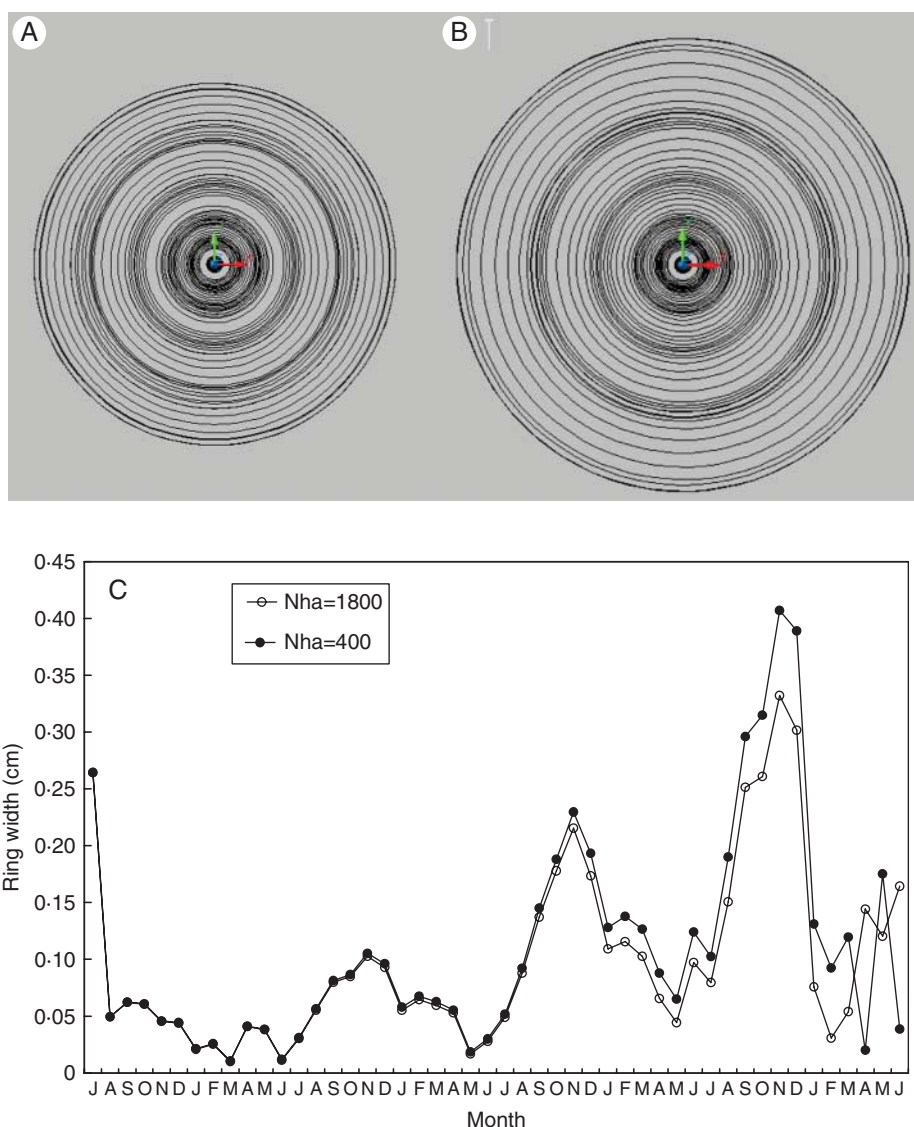 A
B
0·45
0·40
0·35
0·30
0·25
0·20
0·15
0·10
0·05
0
Ring width (cm)
C
Nha=1800
Nha=400
J A S O N D J F M A M J J A S O N D J F M A M J J A S O N D J F M A M J J A S O N D J F M A M J
Month